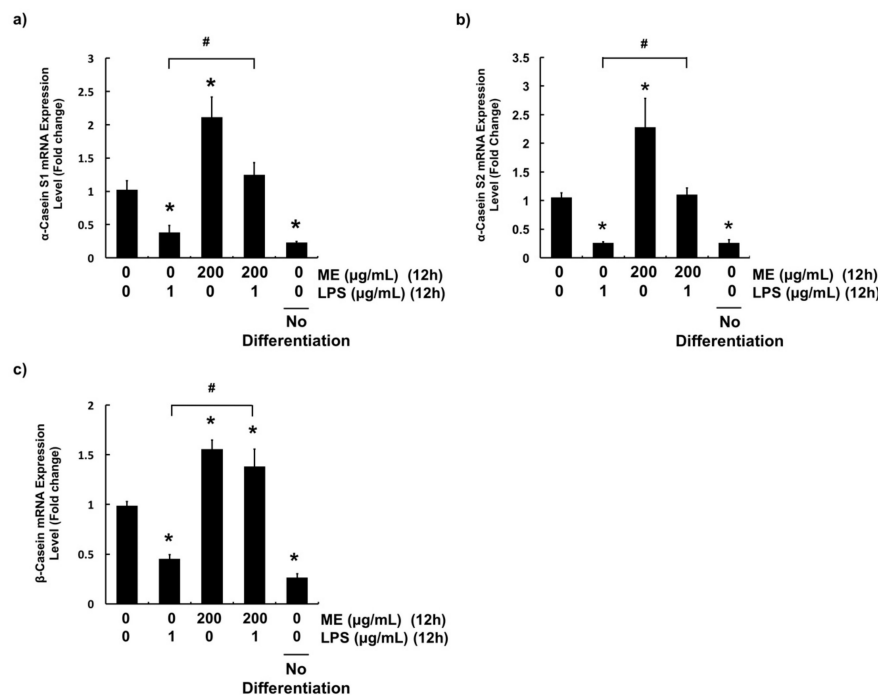 a)
#
α-Casein S1 mRNA Expression
Level (Fold change)
3
2.5
2
1.5
1
0.5
0
*
*
*
0 0 200 200 0 ME (µg/mL) (12h)
0 1 0 1 0 LPS (µg/mL) (12h)
No
Differentiation
b)
#
α-Casein S2 mRNA Expression
Level (Fold Change)
3.5
3
2.5
2
1.5
1
0.5
0
*
*
*
0 0 200 200 0 ME (µg/mL) (12h)
0 1 0 1 0 LPS (µg/mL) (12h)
No
Differentiation
c)
#
β-Casein mRNA Expression
Level (Fold change)
2
1.5
1
0.5
0
*
*
*
*
0 0 200 200 0 ME (µg/mL) (12h)
0 1 0 1 0 LPS (µg/mL) (12h)
No
Differentiation